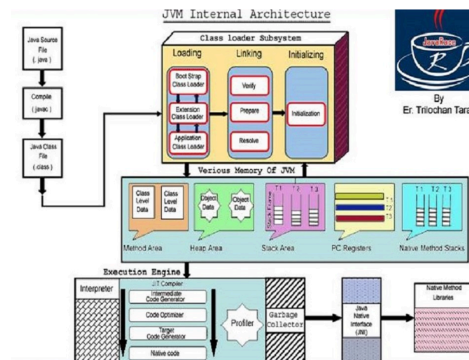 JVM Internal Architecture
Java Source
File
(. java)
Compile
( javac)
Java Class
File
(.class)
Class loader Subsystem
Loading
Linking
Initializing
Boot Strap
Class Loader
Extension
Class Loader
Application
Class Loader
Verify
Prepare
Resolve
Initialization
JavaRace
R
By
Er. Trilochan Tara
Verious Memory Of JVM
Class
Level
Data
Class
Level
Data
Method Area
Object
Data
Object
Data
Heap Area
T1 T2 T3
Stack Frame
Stack Area
T1
T2
T3
PC Registers
T1 T2 T3
Native Method Stacks
Execution Engine
Interpreter
JIT Compiler
Intermediate
Code Generator
Code Optimizer
Target
Code Generator
Native code
Profiler
Garbage
Collector
Java
Native
Interface
(JNI)
Native Method
Libraries